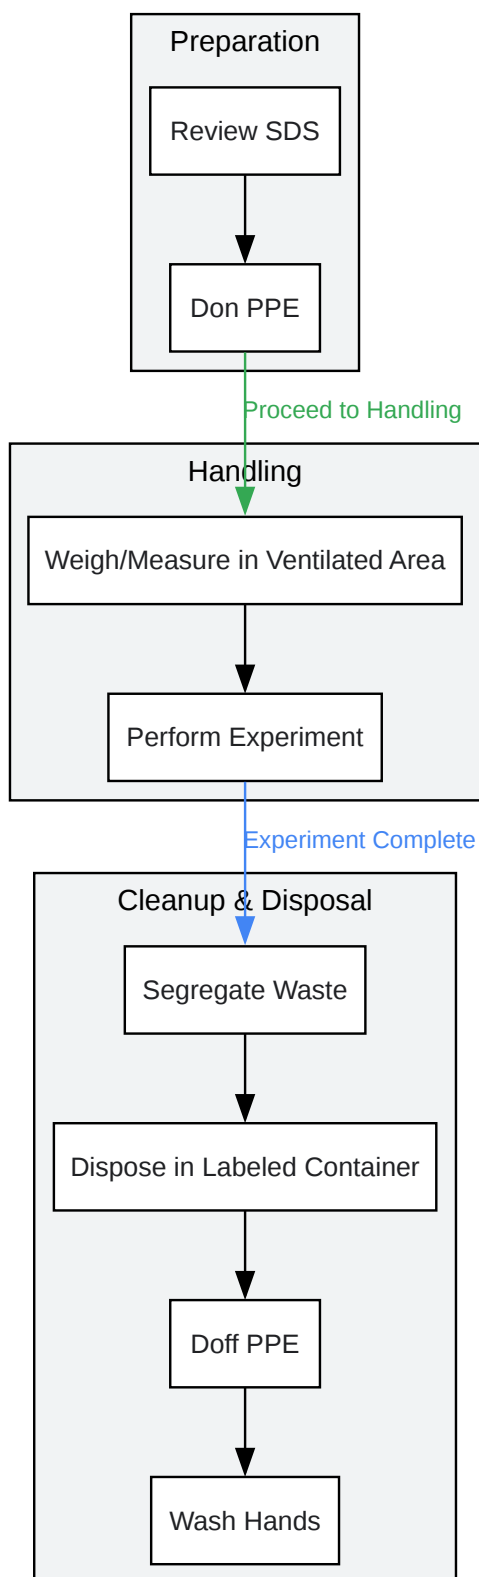 Preparation
Review SDS
Don PPE
Proceed to Handling
Handling
Weigh/Measure in Ventilated Area
Perform Experiment
Experiment Complete
Cleanup & Disposal
Segregate Waste
Dispose in Labeled Container
Doff PPE
Wash Hands